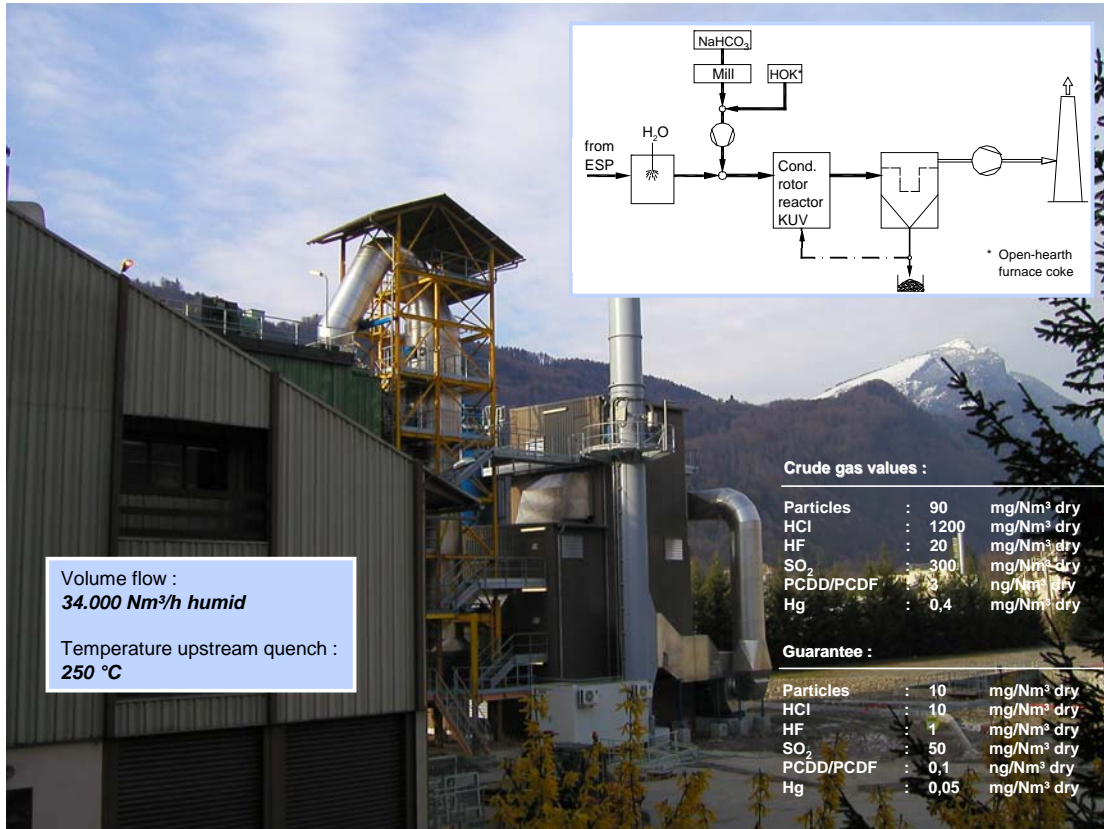 NaHCO₃
Mill
HOK*
H₂O
from
ESP
Cond.
rotor
reactor
KUV
* Open-hearth
furnace coke
Crude gas values :
Particles : 90 mg/Nm³ dry
HCl : 1200 mg/Nm³ dry
HF : 20 mg/Nm³ dry
SO₂ : 300 mg/Nm³ dry
PCDD/PCDF : 3 ng/Nm³ dry
Hg : 0,4 mg/Nm³ dry
Volume flow :
34.000 Nm³/h humid
Temperature upstream quench :
250 °C
Guarantee :
Particles : 10 mg/Nm³ dry
HCl : 10 mg/Nm³ dry
HF : 1 mg/Nm³ dry
SO₂ : 50 mg/Nm³ dry
PCDD/PCDF : 0,1 ng/Nm³ dry
Hg : 0,05 mg/Nm³ dry